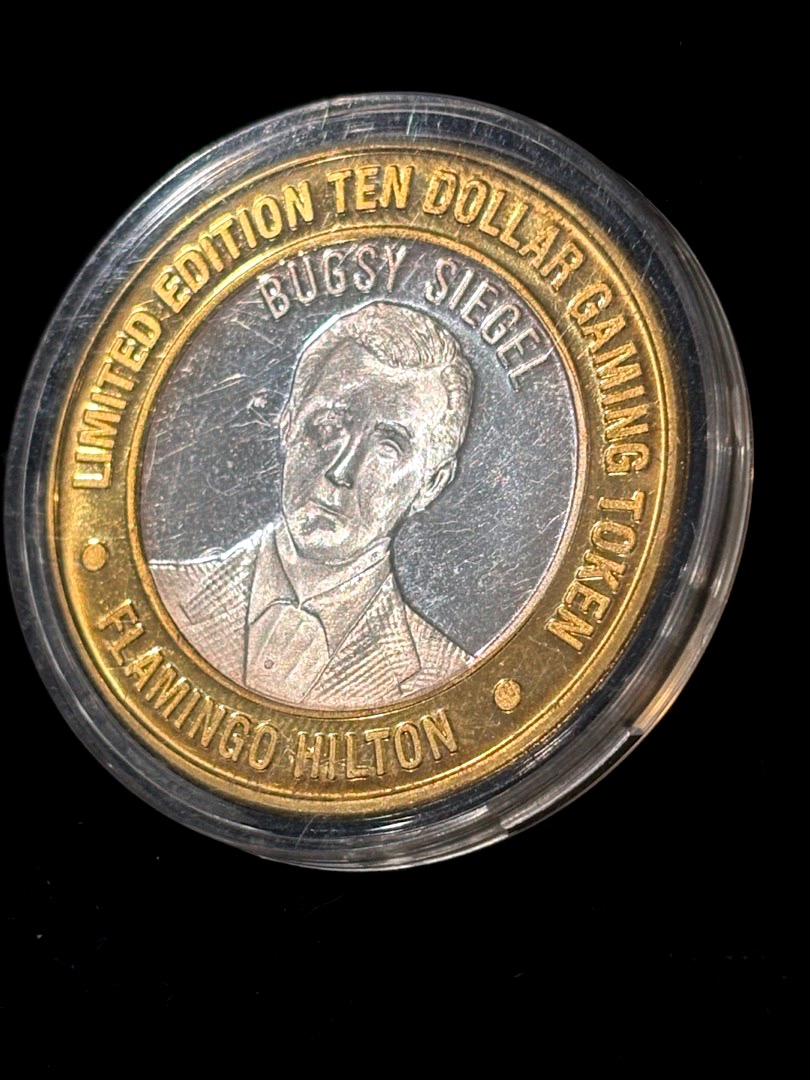 LIMITED EDITION TEN DOLLAR GAMING TOKEN
BUGSY SIEGEL
FLAMINGO HILTON